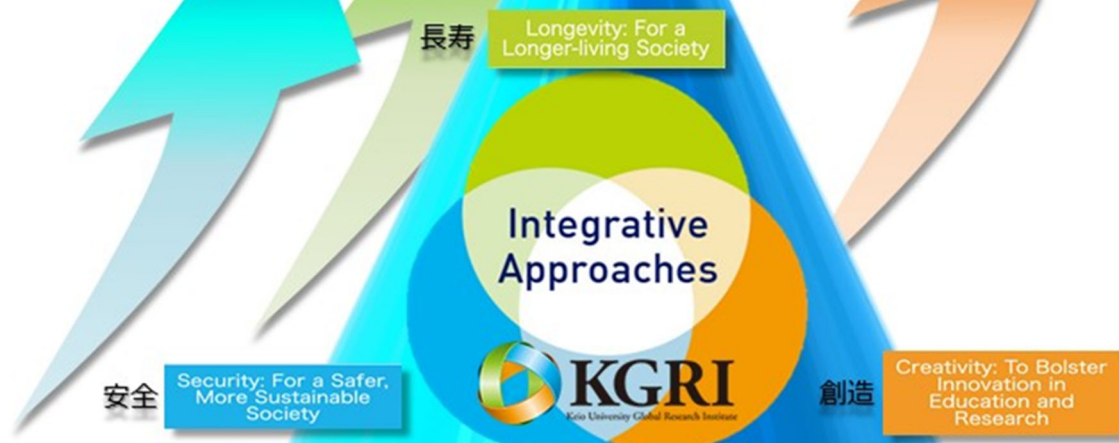 長寿
Longevity: For a
Longer-living Society
Integrative
Approaches
安全
Security: For a Safer,
More Sustainable
Society
KGRI
Keio University Global Research Institute
創造
Creativity: To Bolster
Innovation in
Education and
Research